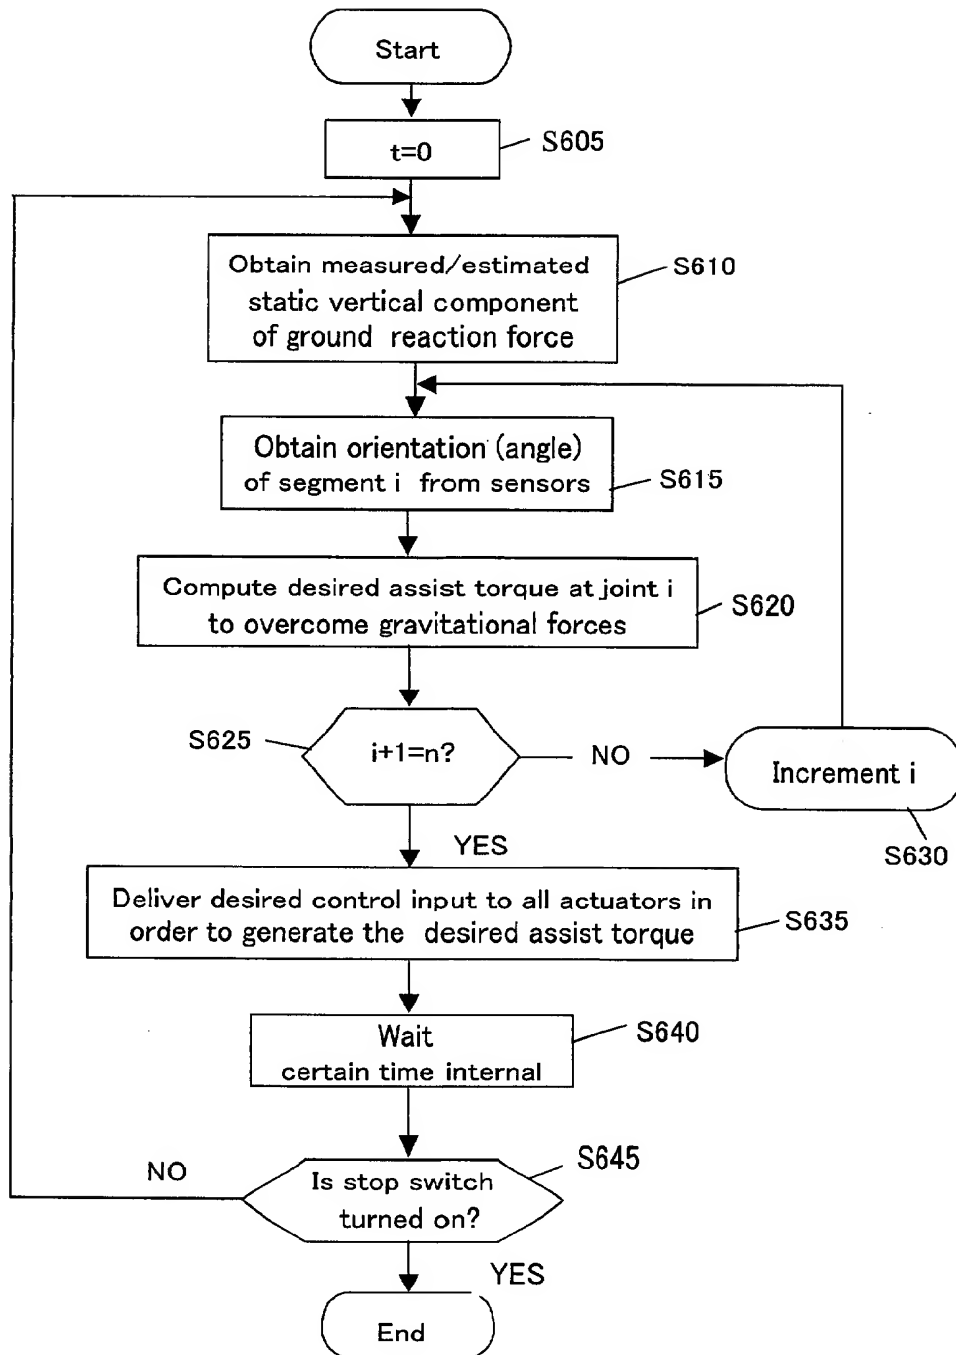 Start
t=0
S605
Obtain measured/estimated
static vertical component
of ground reaction force
S610
Obtain orientation (angle)
of segment i from sensors
S615
Compute desired assist torque at joint i
to overcome gravitational forces
S620
S625
i+1=n?
NO
Increment i
S630
YES
Deliver desired control input to all actuators in
order to generate the desired assist torque
S635
Wait
certain time internal
S640
NO
Is stop switch
turned on?
S645
YES
End